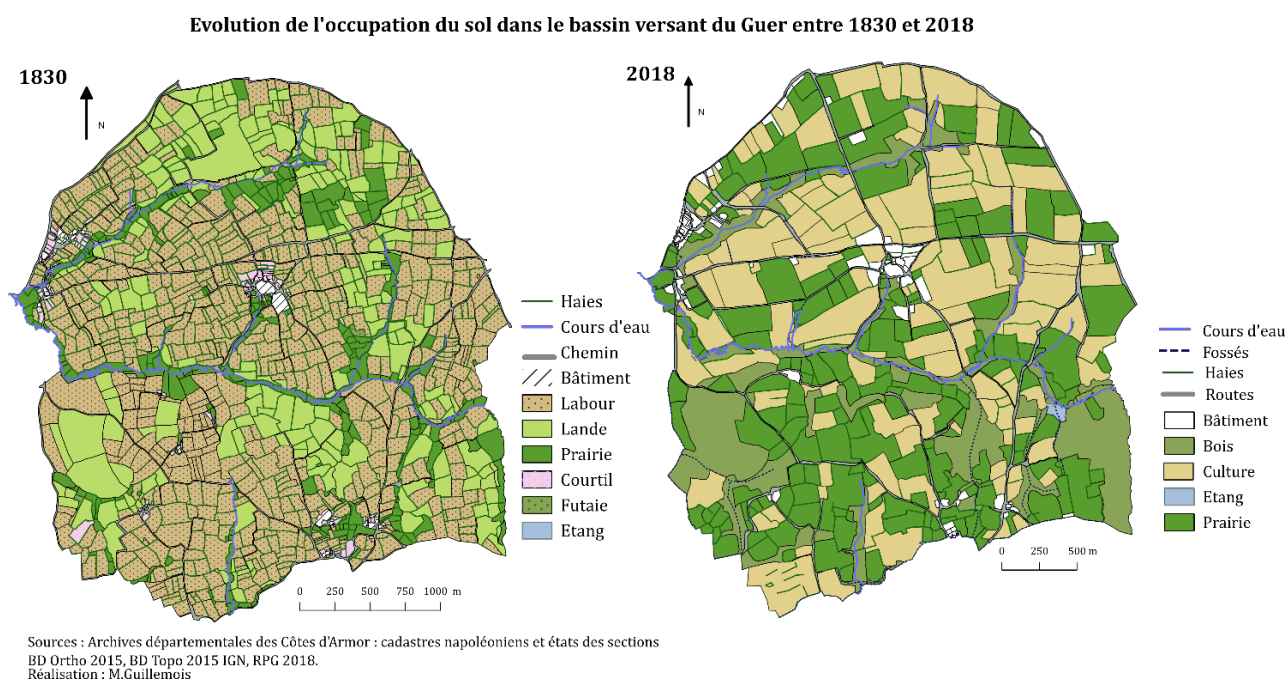 Evolution de l'occupation du sol dans le bassin versant du Guer entre 1830 et 2018
1830
N
Haies
Cours d'eau
Chemin
Bâtiment
Labour
Lande
Prairie
Courtil
Futaie
Etang
0 250 500 750 1000 m
2018
N
Cours d'eau
Fossés
Haies
Routes
Bâtiment
Bois
Culture
Etang
Prairie
0 250 500 m
Sources : Archives départementales des Côtes d'Armor : cadastres napoléoniens et états des sections
BD Ortho 2015, BD Topo 2015 IGN, RPG 2018.
Réalisation : M.Guillemois